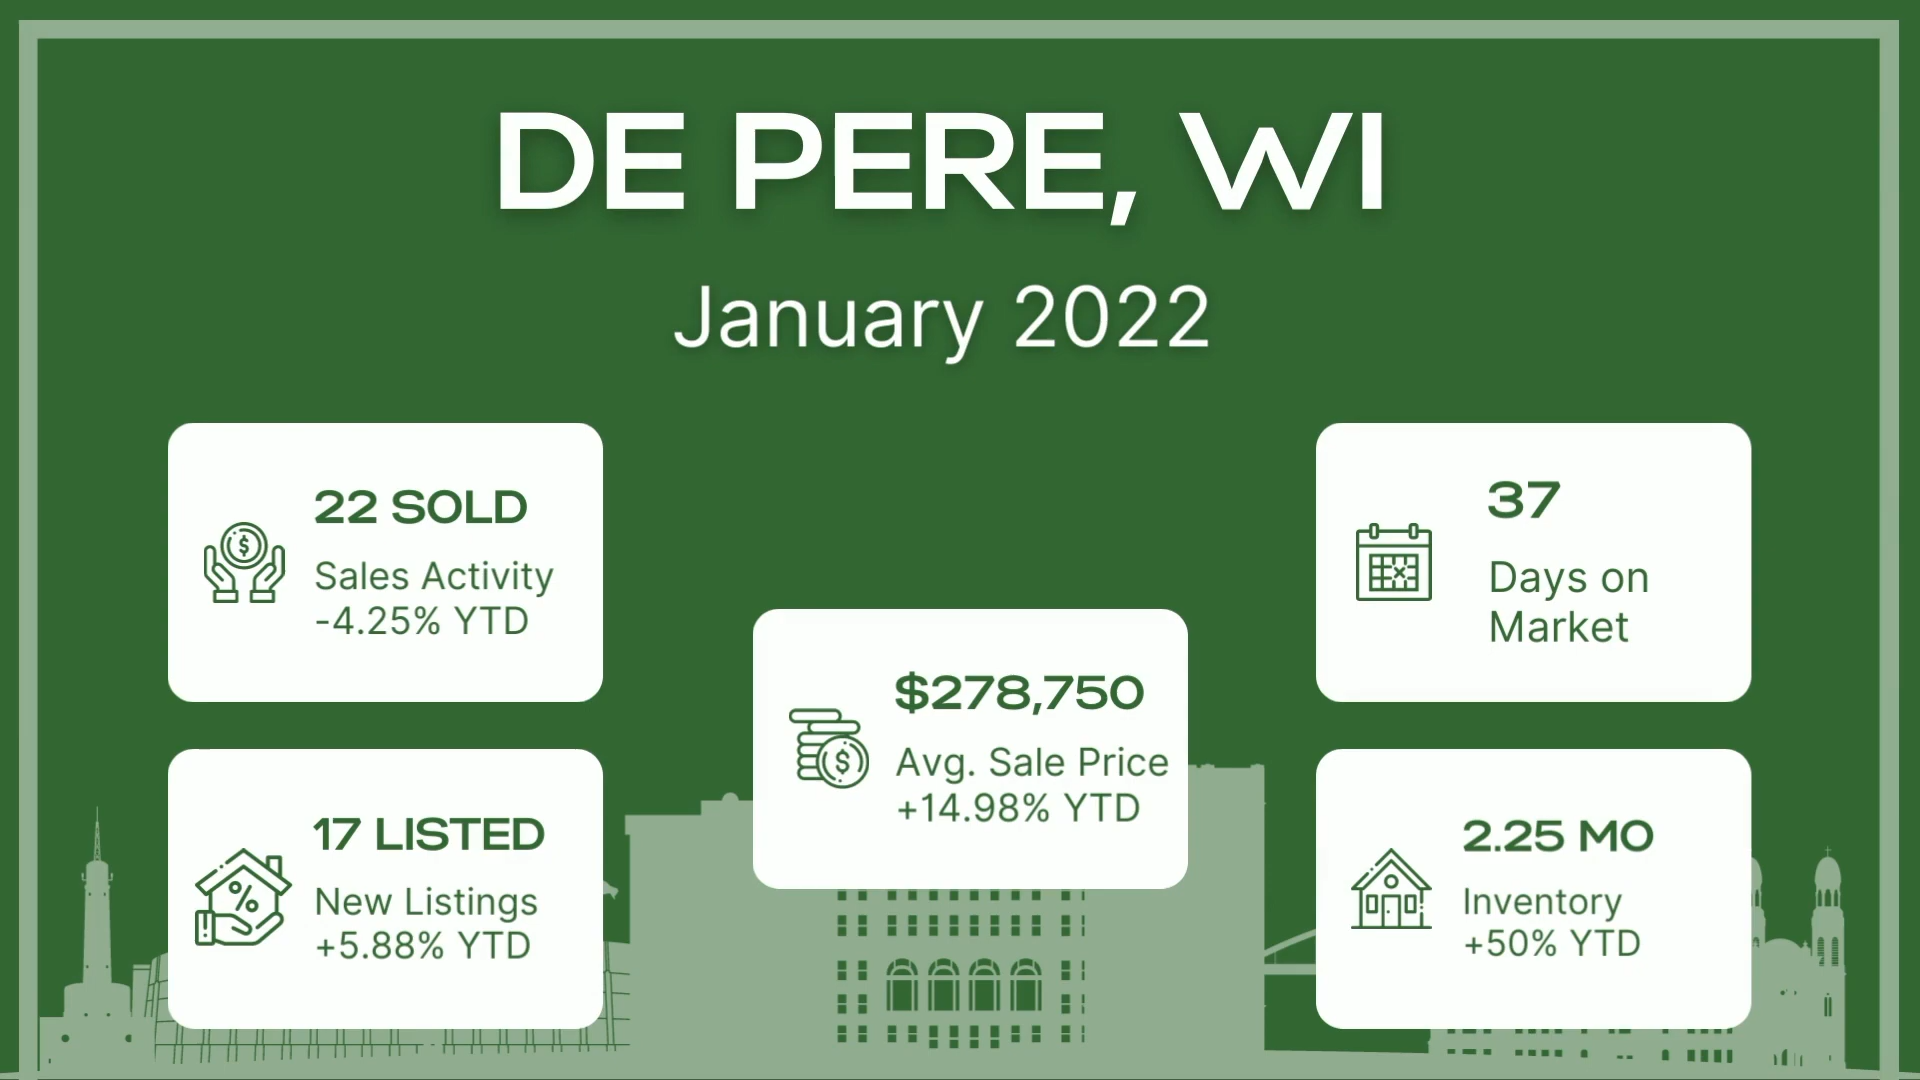 DE PERE, WI
January 2022
22 SOLD
Sales Activity
-4.25% YTD
17 LISTED
New Listings
+5.88% YTD
$278,750
Avg. Sale Price
+14.98% YTD
37
Days on
Market
2.25 MO
Inventory
+50% YTD